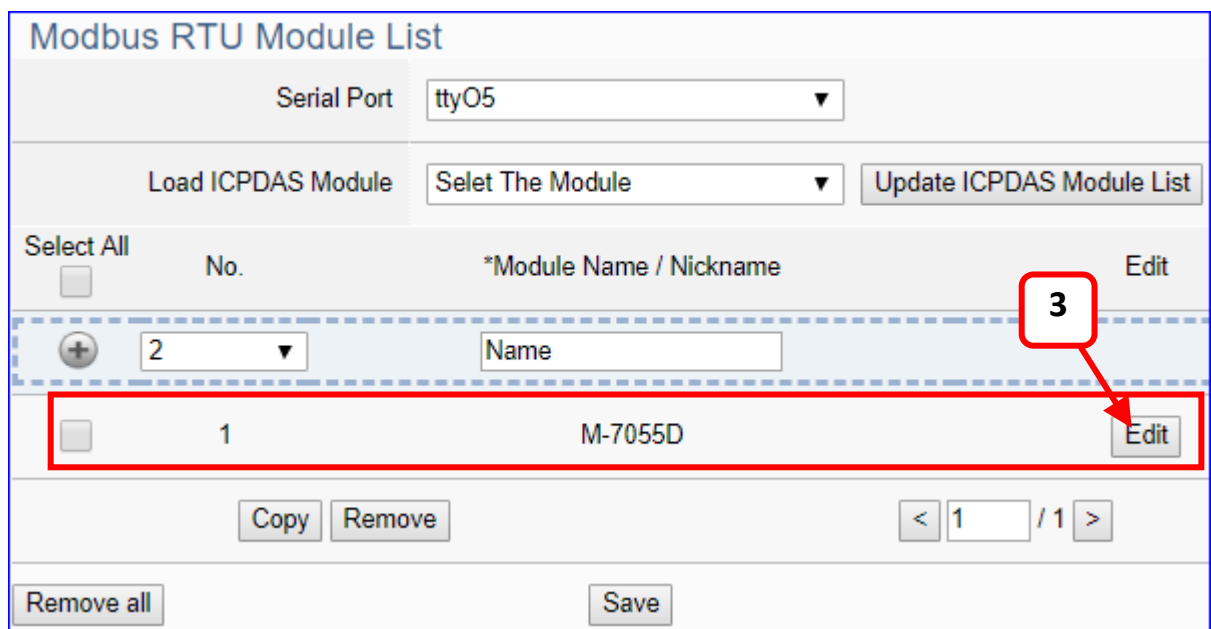 Modbus RTU Module List
Serial Port ttyO5
Load ICPDAS Module Selet The Module Update ICPDAS Module List
Select All No. *Module Name / Nickname Edit
3
2 Name
1 M-7055D Edit
Copy Remove < 1 / 1 >
Remove all Save